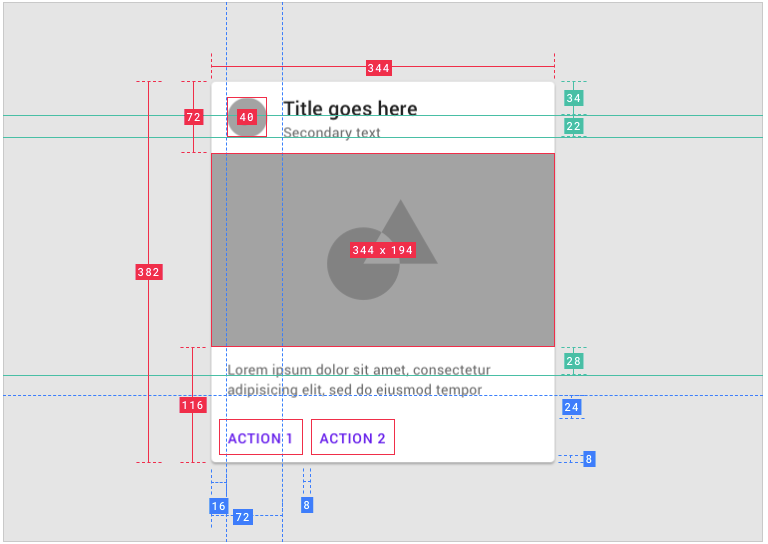 344
34
72
40
Title goes here
22
Secondary text
344 x 194
382
28
Lorem ipsum dolor sit amet, consectetur
adipisicing elit, sed do eiusmod tempor
116
24
ACTION 1 ACTION 2
8
16
8
72